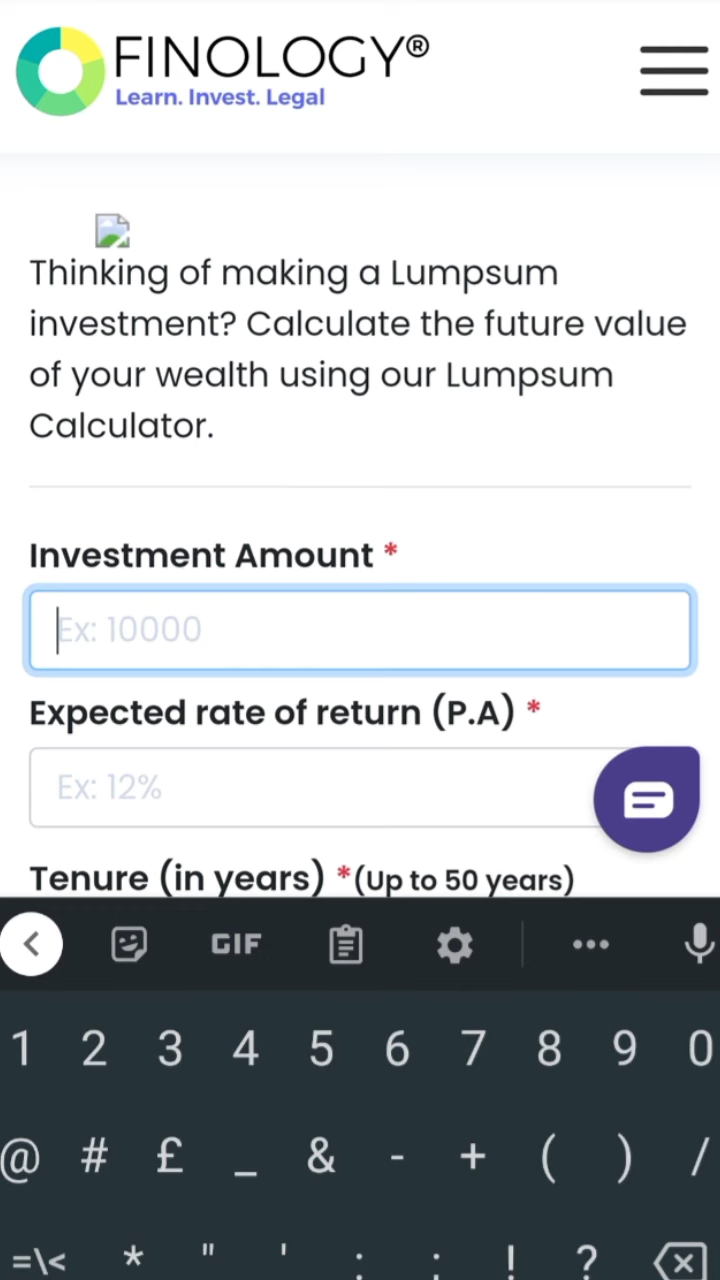 FINOLOGY®
Learn. Invest. Legal
Thinking of making a Lumpsum
investment? Calculate the future value
of your wealth using our Lumpsum
Calculator.
Investment Amount *
Ex: 10000
Expected rate of return (P.A) *
Ex: 12%
Tenure (in years) *(Up to 50 years)
GIF
1 2 3 4 5 6 7 8 9 0
@ # £ _ & - + ( ) /
=\< * " ' : ; ! ?